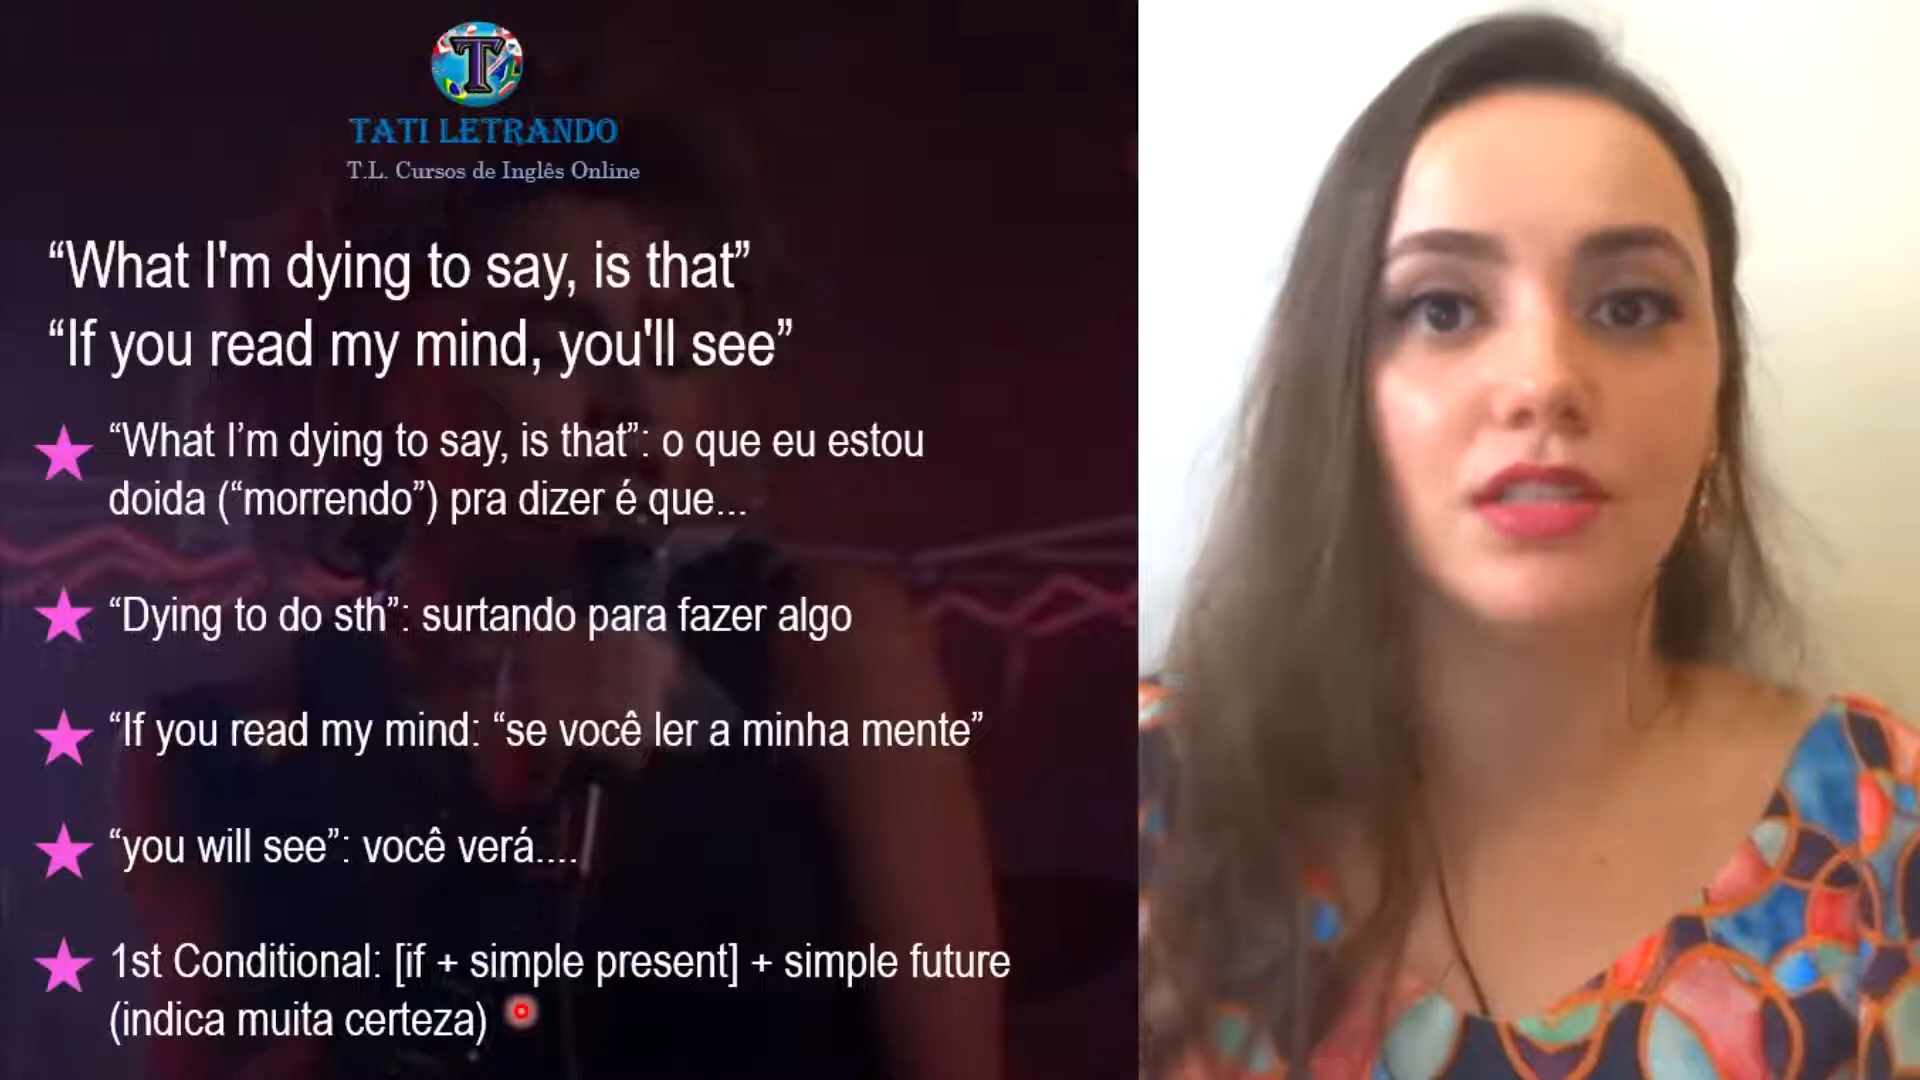 T
TATI LETRANDO
T.L. Cursos de Inglês Online
“What I'm dying to say, is that”
“If you read my mind, you'll see”
“What I’m dying to say, is that”: o que eu estou
doida (“morrendo”) pra dizer é que...
“Dying to do sth”: surtando para fazer algo
“If you read my mind: “se você ler a minha mente”
“you will see”: você verá....
1st Conditional: [if + simple present] + simple future
(indica muita certeza)